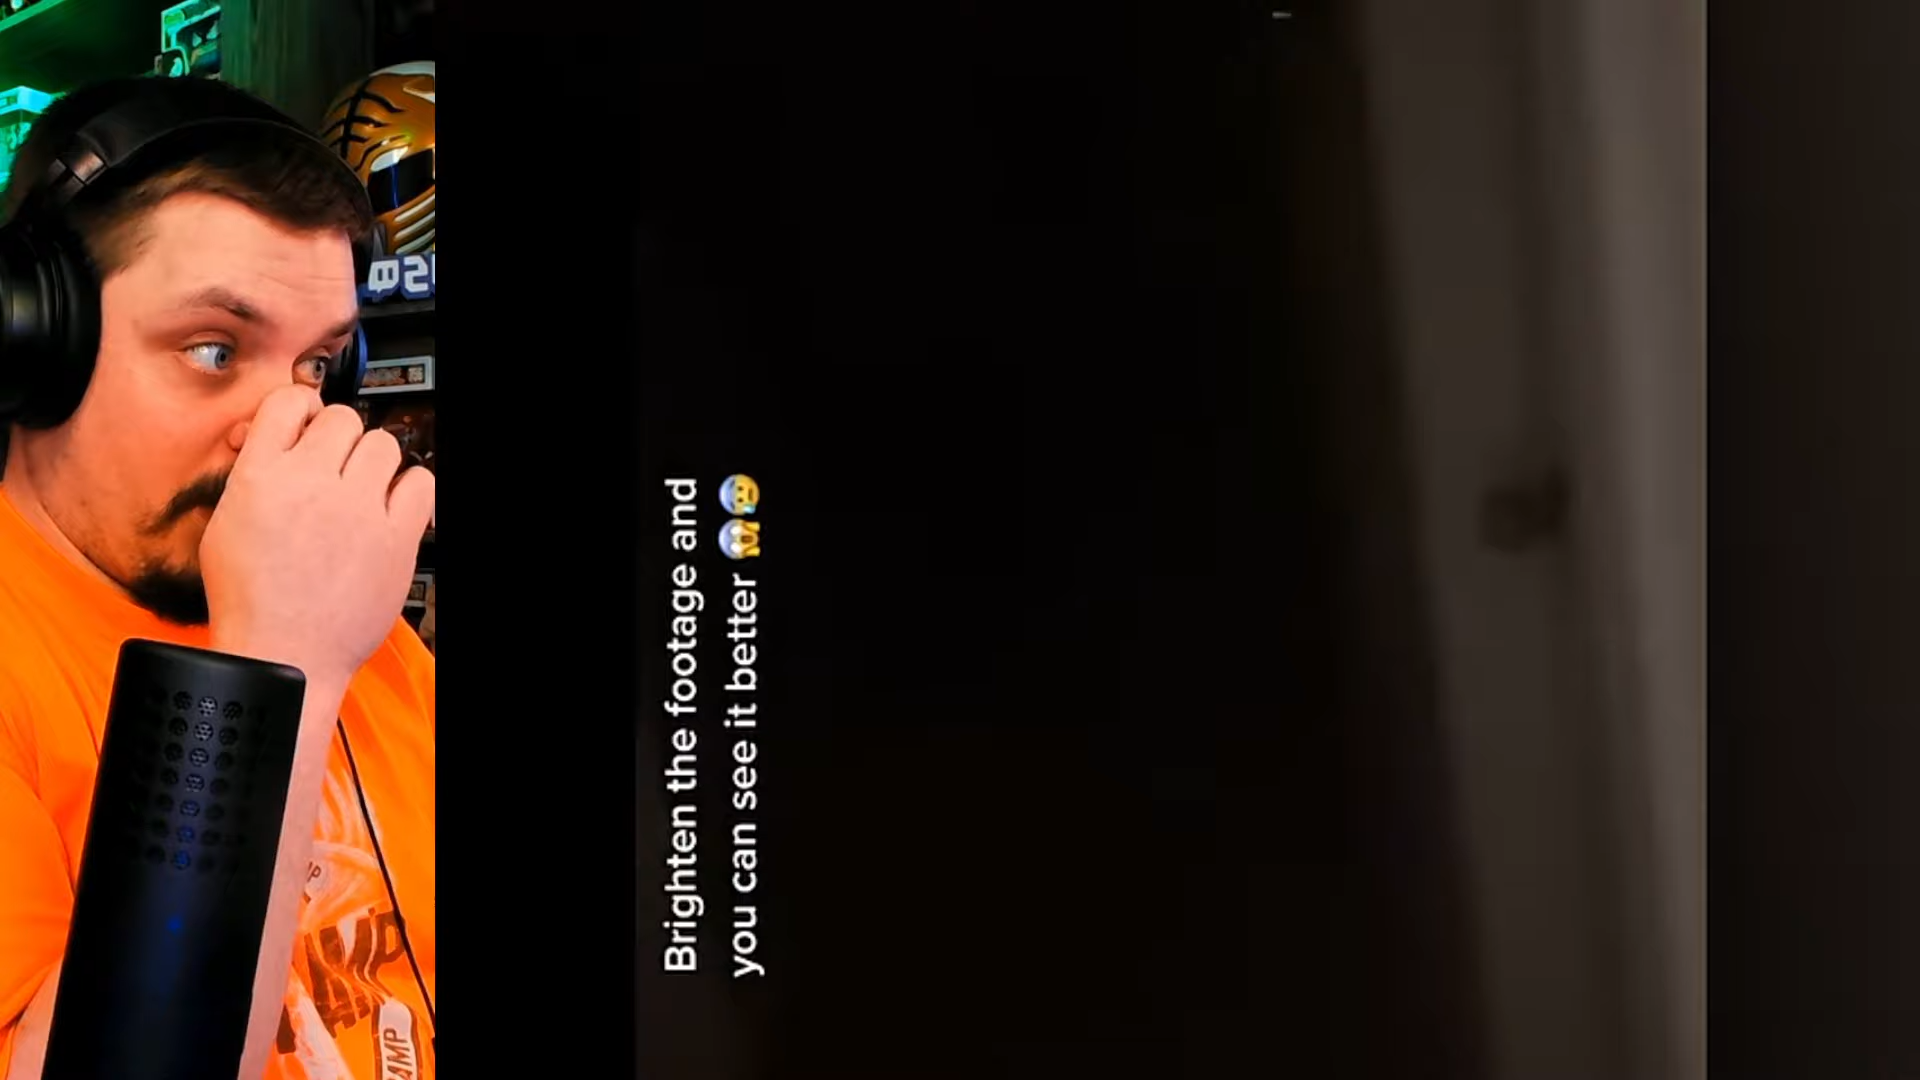 Brighten the footage and
you can see it better 😱😰